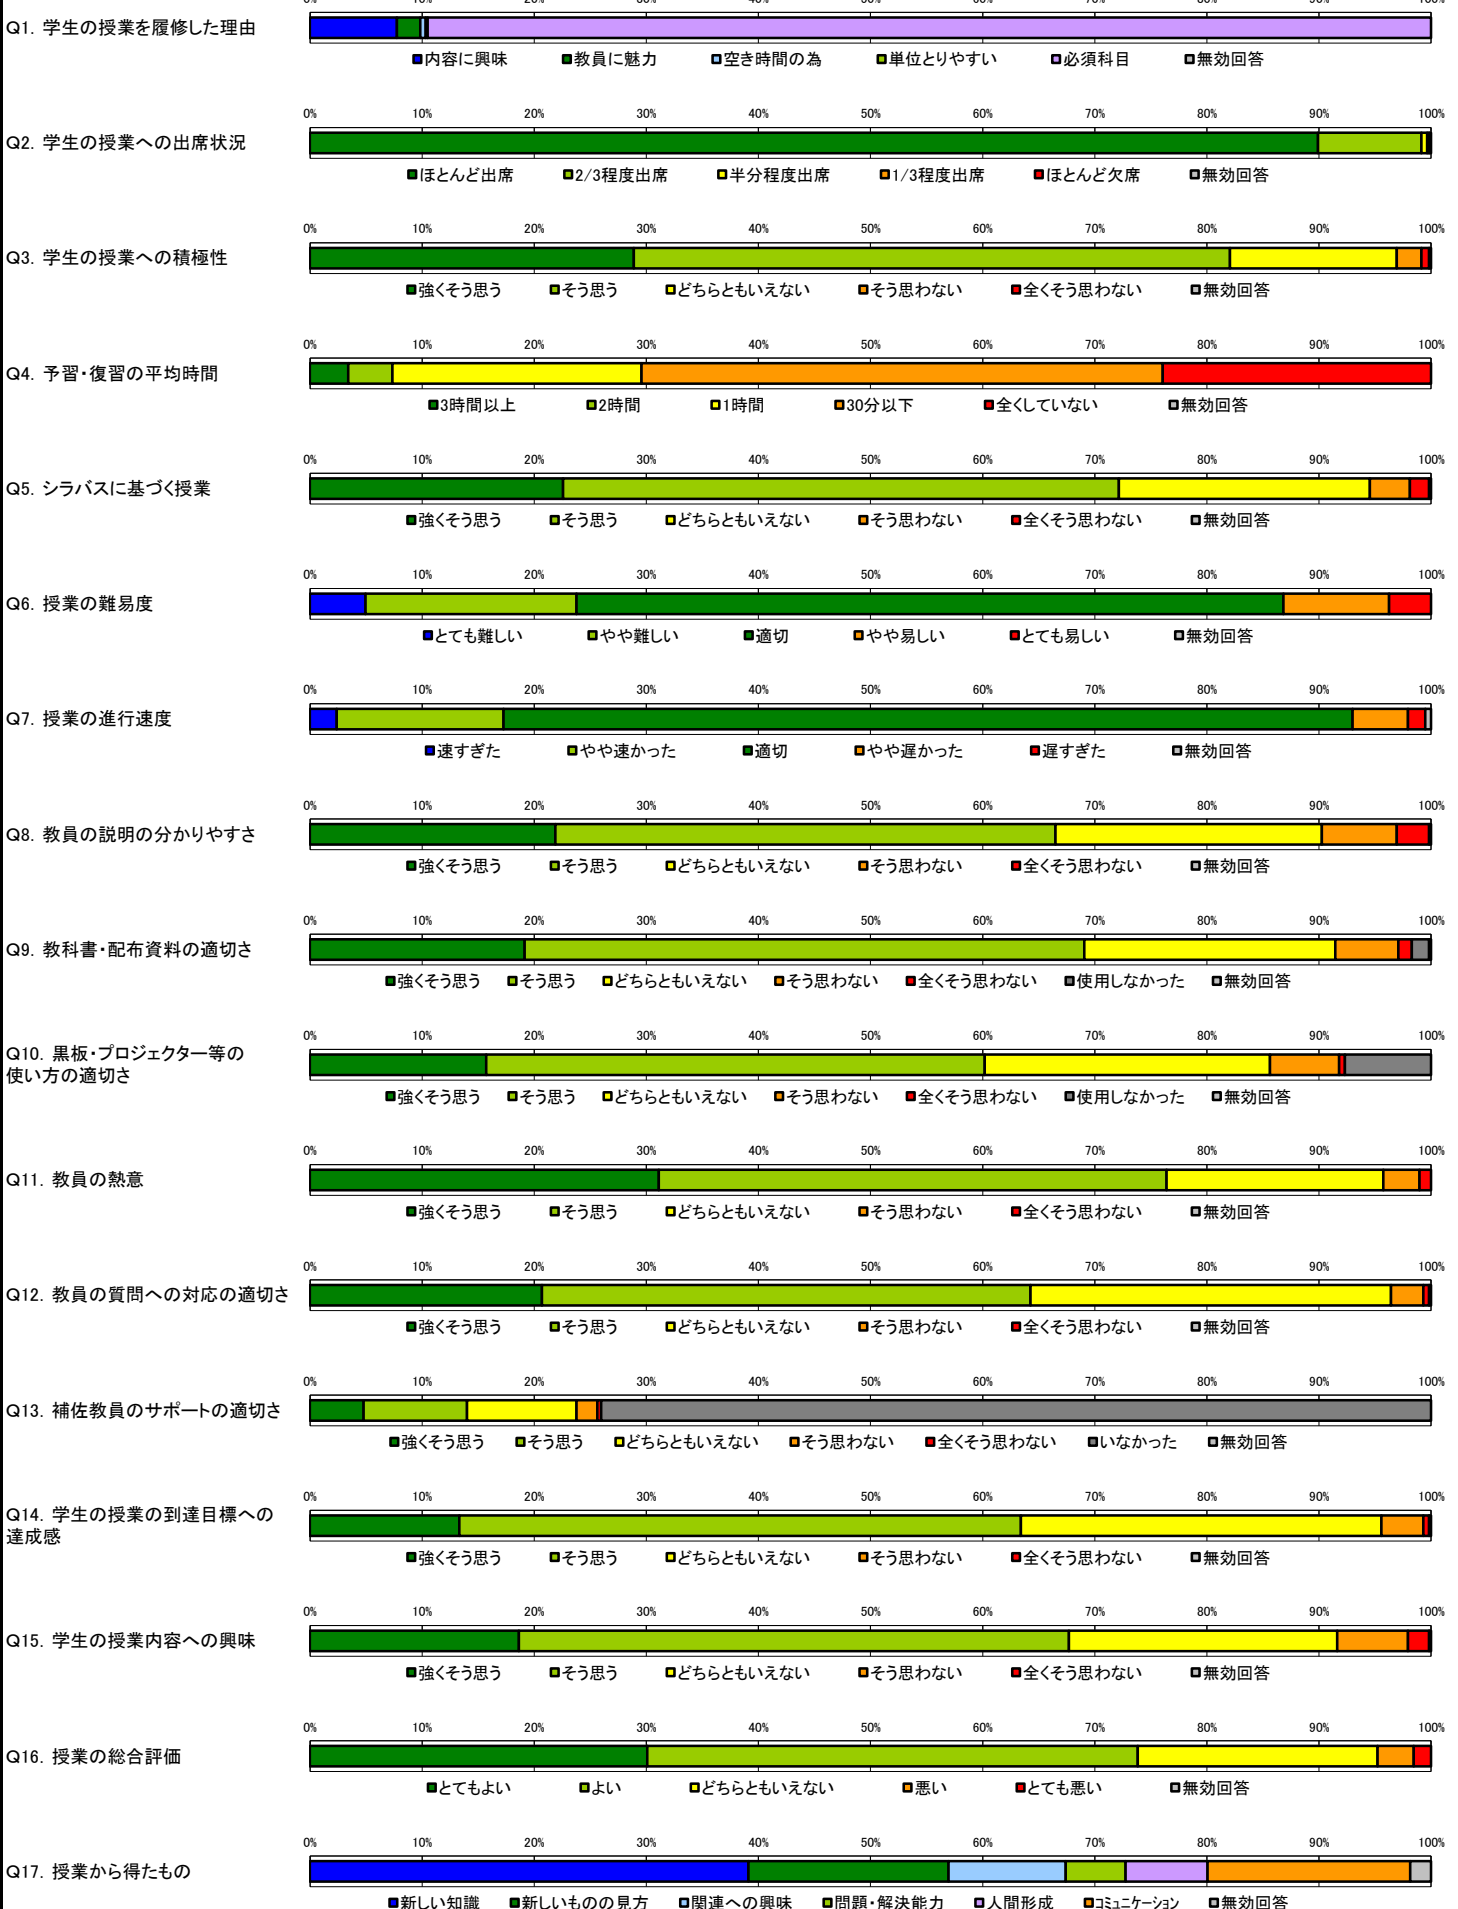 0% 10% 20% 30% 40% 50% 60% 70% 80% 90% 100%
Q1. 学生の授業を履修した理由
内容に興味 教員に魅力 空き時間の為 単位とりやすい 必須科目 無効回答
0% 10% 20% 30% 40% 50% 60% 70% 80% 90% 100%
Q2. 学生の授業への出席状況
ほとんど出席 2/3程度出席 半分程度出席 1/3程度出席 ほとんど欠席 無効回答
0% 10% 20% 30% 40% 50% 60% 70% 80% 90% 100%
Q3. 学生の授業への積極性
強くそう思う そう思う どちらともいえない そう思わない 全くそう思わない 無効回答
0% 10% 20% 30% 40% 50% 60% 70% 80% 90% 100%
Q4. 予習・復習の平均時間
3時間以上 2時間 1時間 30分以下 全くしていない 無効回答
0% 10% 20% 30% 40% 50% 60% 70% 80% 90% 100%
Q5. シラバスに基づく授業
強くそう思う そう思う どちらともいえない そう思わない 全くそう思わない 無効回答
0% 10% 20% 30% 40% 50% 60% 70% 80% 90% 100%
Q6. 授業の難易度
とても難しい やや難しい 適切 やや易しい とても易しい 無効回答
0% 10% 20% 30% 40% 50% 60% 70% 80% 90% 100%
Q7. 授業の進行速度
速すぎた やや速かった 適切 やや遅かった 遅すぎた 無効回答
0% 10% 20% 30% 40% 50% 60% 70% 80% 90% 100%
Q8. 教員の説明の分かりやすさ
強くそう思う そう思う どちらともいえない そう思わない 全くそう思わない 無効回答
0% 10% 20% 30% 40% 50% 60% 70% 80% 90% 100%
Q9. 教科書・配布資料の適切さ
強くそう思う そう思う どちらともいえない そう思わない 全くそう思わない 使用しなかった 無効回答
0% 10% 20% 30% 40% 50% 60% 70% 80% 90% 100%
Q10. 黒板・プロジェクター等の
使い方の適切さ
強くそう思う そう思う どちらともいえない そう思わない 全くそう思わない 使用しなかった 無効回答
0% 10% 20% 30% 40% 50% 60% 70% 80% 90% 100%
Q11. 教員の熱意
強くそう思う そう思う どちらともいえない そう思わない 全くそう思わない 無効回答
0% 10% 20% 30% 40% 50% 60% 70% 80% 90% 100%
Q12. 教員の質問への対応の適切さ
強くそう思う そう思う どちらともいえない そう思わない 全くそう思わない 無効回答
0% 10% 20% 30% 40% 50% 60% 70% 80% 90% 100%
Q13. 補佐教員のサポートの適切さ
強くそう思う そう思う どちらともいえない そう思わない 全くそう思わない いなかった 無効回答
0% 10% 20% 30% 40% 50% 60% 70% 80% 90% 100%
Q14. 学生の授業の到達目標への
達成感
強くそう思う そう思う どちらともいえない そう思わない 全くそう思わない 無効回答
0% 10% 20% 30% 40% 50% 60% 70% 80% 90% 100%
Q15. 学生の授業内容への興味
強くそう思う そう思う どちらともいえない そう思わない 全くそう思わない 無効回答
0% 10% 20% 30% 40% 50% 60% 70% 80% 90% 100%
Q16. 授業の総合評価
とてもよい よい どちらともいえない 悪い とても悪い 無効回答
0% 10% 20% 30% 40% 50% 60% 70% 80% 90% 100%
Q17. 授業から得たもの
新しい知識 新しいものの見方 関連への興味 問題・解決能力 人間形成 コミュニケーション 無効回答